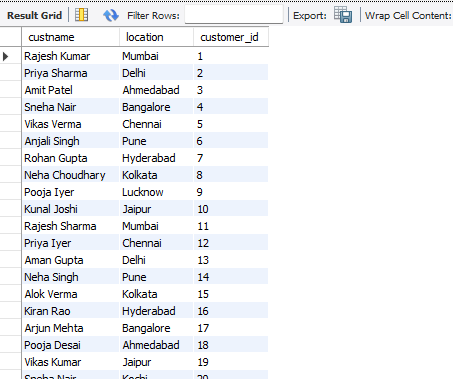 Result Grid Filter Rows: Export: Wrap Cell Content:
custname location customer_id
Rajesh Kumar Mumbai 1
Priya Sharma Delhi 2
Amit Patel Ahmedabad 3
Sneha Nair Bangalore 4
Vikas Verma Chennai 5
Anjali Singh Pune 6
Rohan Gupta Hyderabad 7
Neha Choudhary Kolkata 8
Pooja Iyer Lucknow 9
Kunal Joshi Jaipur 10
Rajesh Sharma Mumbai 11
Priya Iyer Chennai 12
Aman Gupta Delhi 13
Neha Singh Pune 14
Alok Verma Kolkata 15
Kiran Rao Hyderabad 16
Arjun Mehta Bangalore 17
Pooja Desai Ahmedabad 18
Vikas Kumar Jaipur 19
Sneha Nair Kochi 20